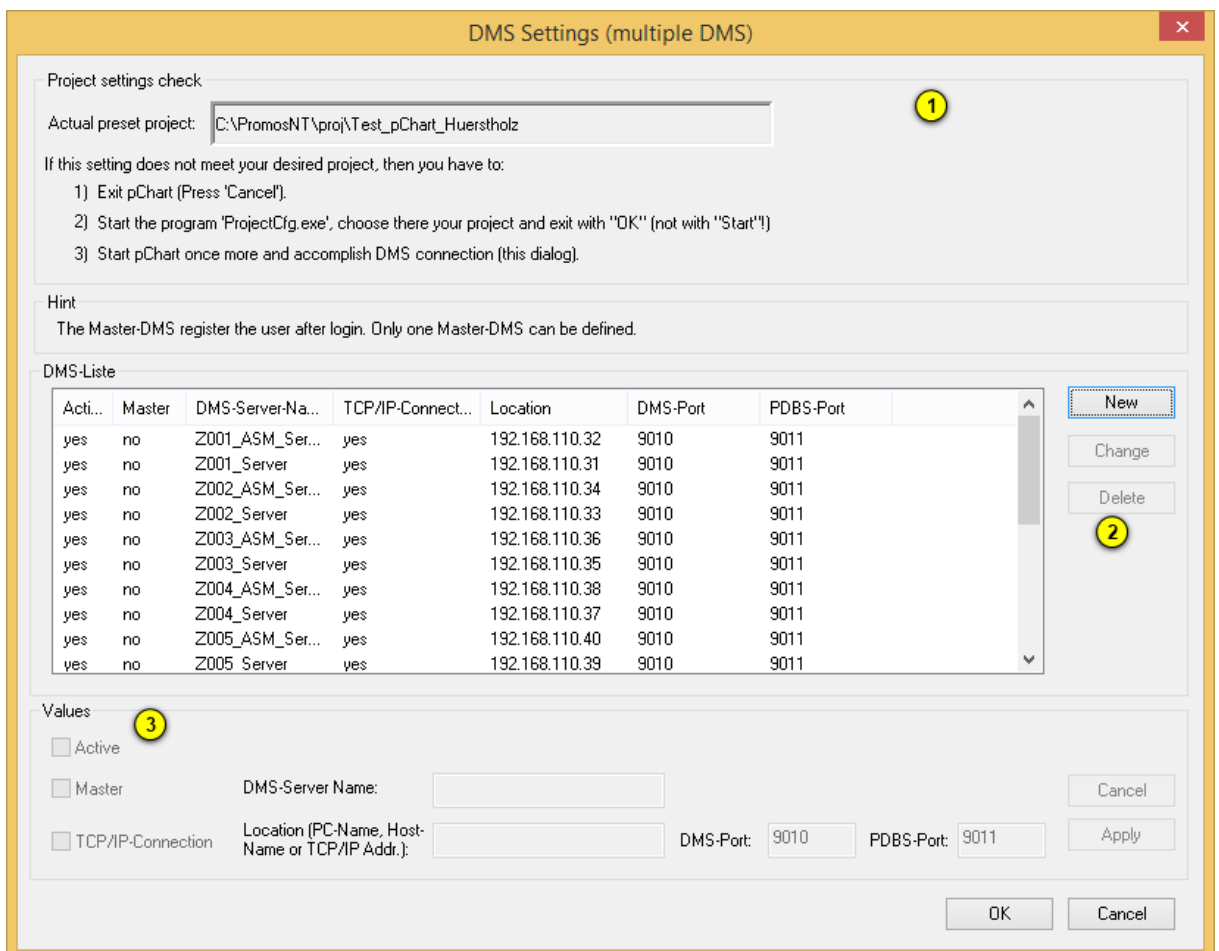 DMS Settings (multiple DMS)
Project settings check
1
Actual preset project: C:\PromosNT\proj\Test_pChart_Huerstholz
If this setting does not meet your desired project, then you have to:
1) Exit pChart (Press 'Cancel').
2) Start the program 'ProjectCfg.exe', choose there your project and exit with "OK" (not with "Start"!)
3) Start pChart once more and accomplish DMS connection (this dialog).
Hint
The Master-DMS register the user after login. Only one Master-DMS can be defined.
DMS-Liste
Acti... Master DMS-Server-Na... TCP/IP-Connect... Location DMS-Port PDBS-Port
yes no Z001_ASM_Ser... yes 192.168.110.32 9010 9011
yes no Z001_Server yes 192.168.110.31 9010 9011
yes no Z002_ASM_Ser... yes 192.168.110.34 9010 9011
yes no Z002_Server yes 192.168.110.33 9010 9011
yes no Z003_ASM_Ser... yes 192.168.110.36 9010 9011
yes no Z003_Server yes 192.168.110.35 9010 9011
yes no Z004_ASM_Ser... yes 192.168.110.38 9010 9011
yes no Z004_Server yes 192.168.110.37 9010 9011
yes no Z005_ASM_Ser... yes 192.168.110.40 9010 9011
yes no Z005_Server yes 192.168.110.39 9010 9011
New
Change
Delete
2
Values
3
Active
Master DMS-Server Name: Cancel
TCP/IP-Connection Location (PC-Name, Host-
Name or TCP/IP Addr.): DMS-Port: 9010 PDBS-Port: 9011 Apply
OK Cancel